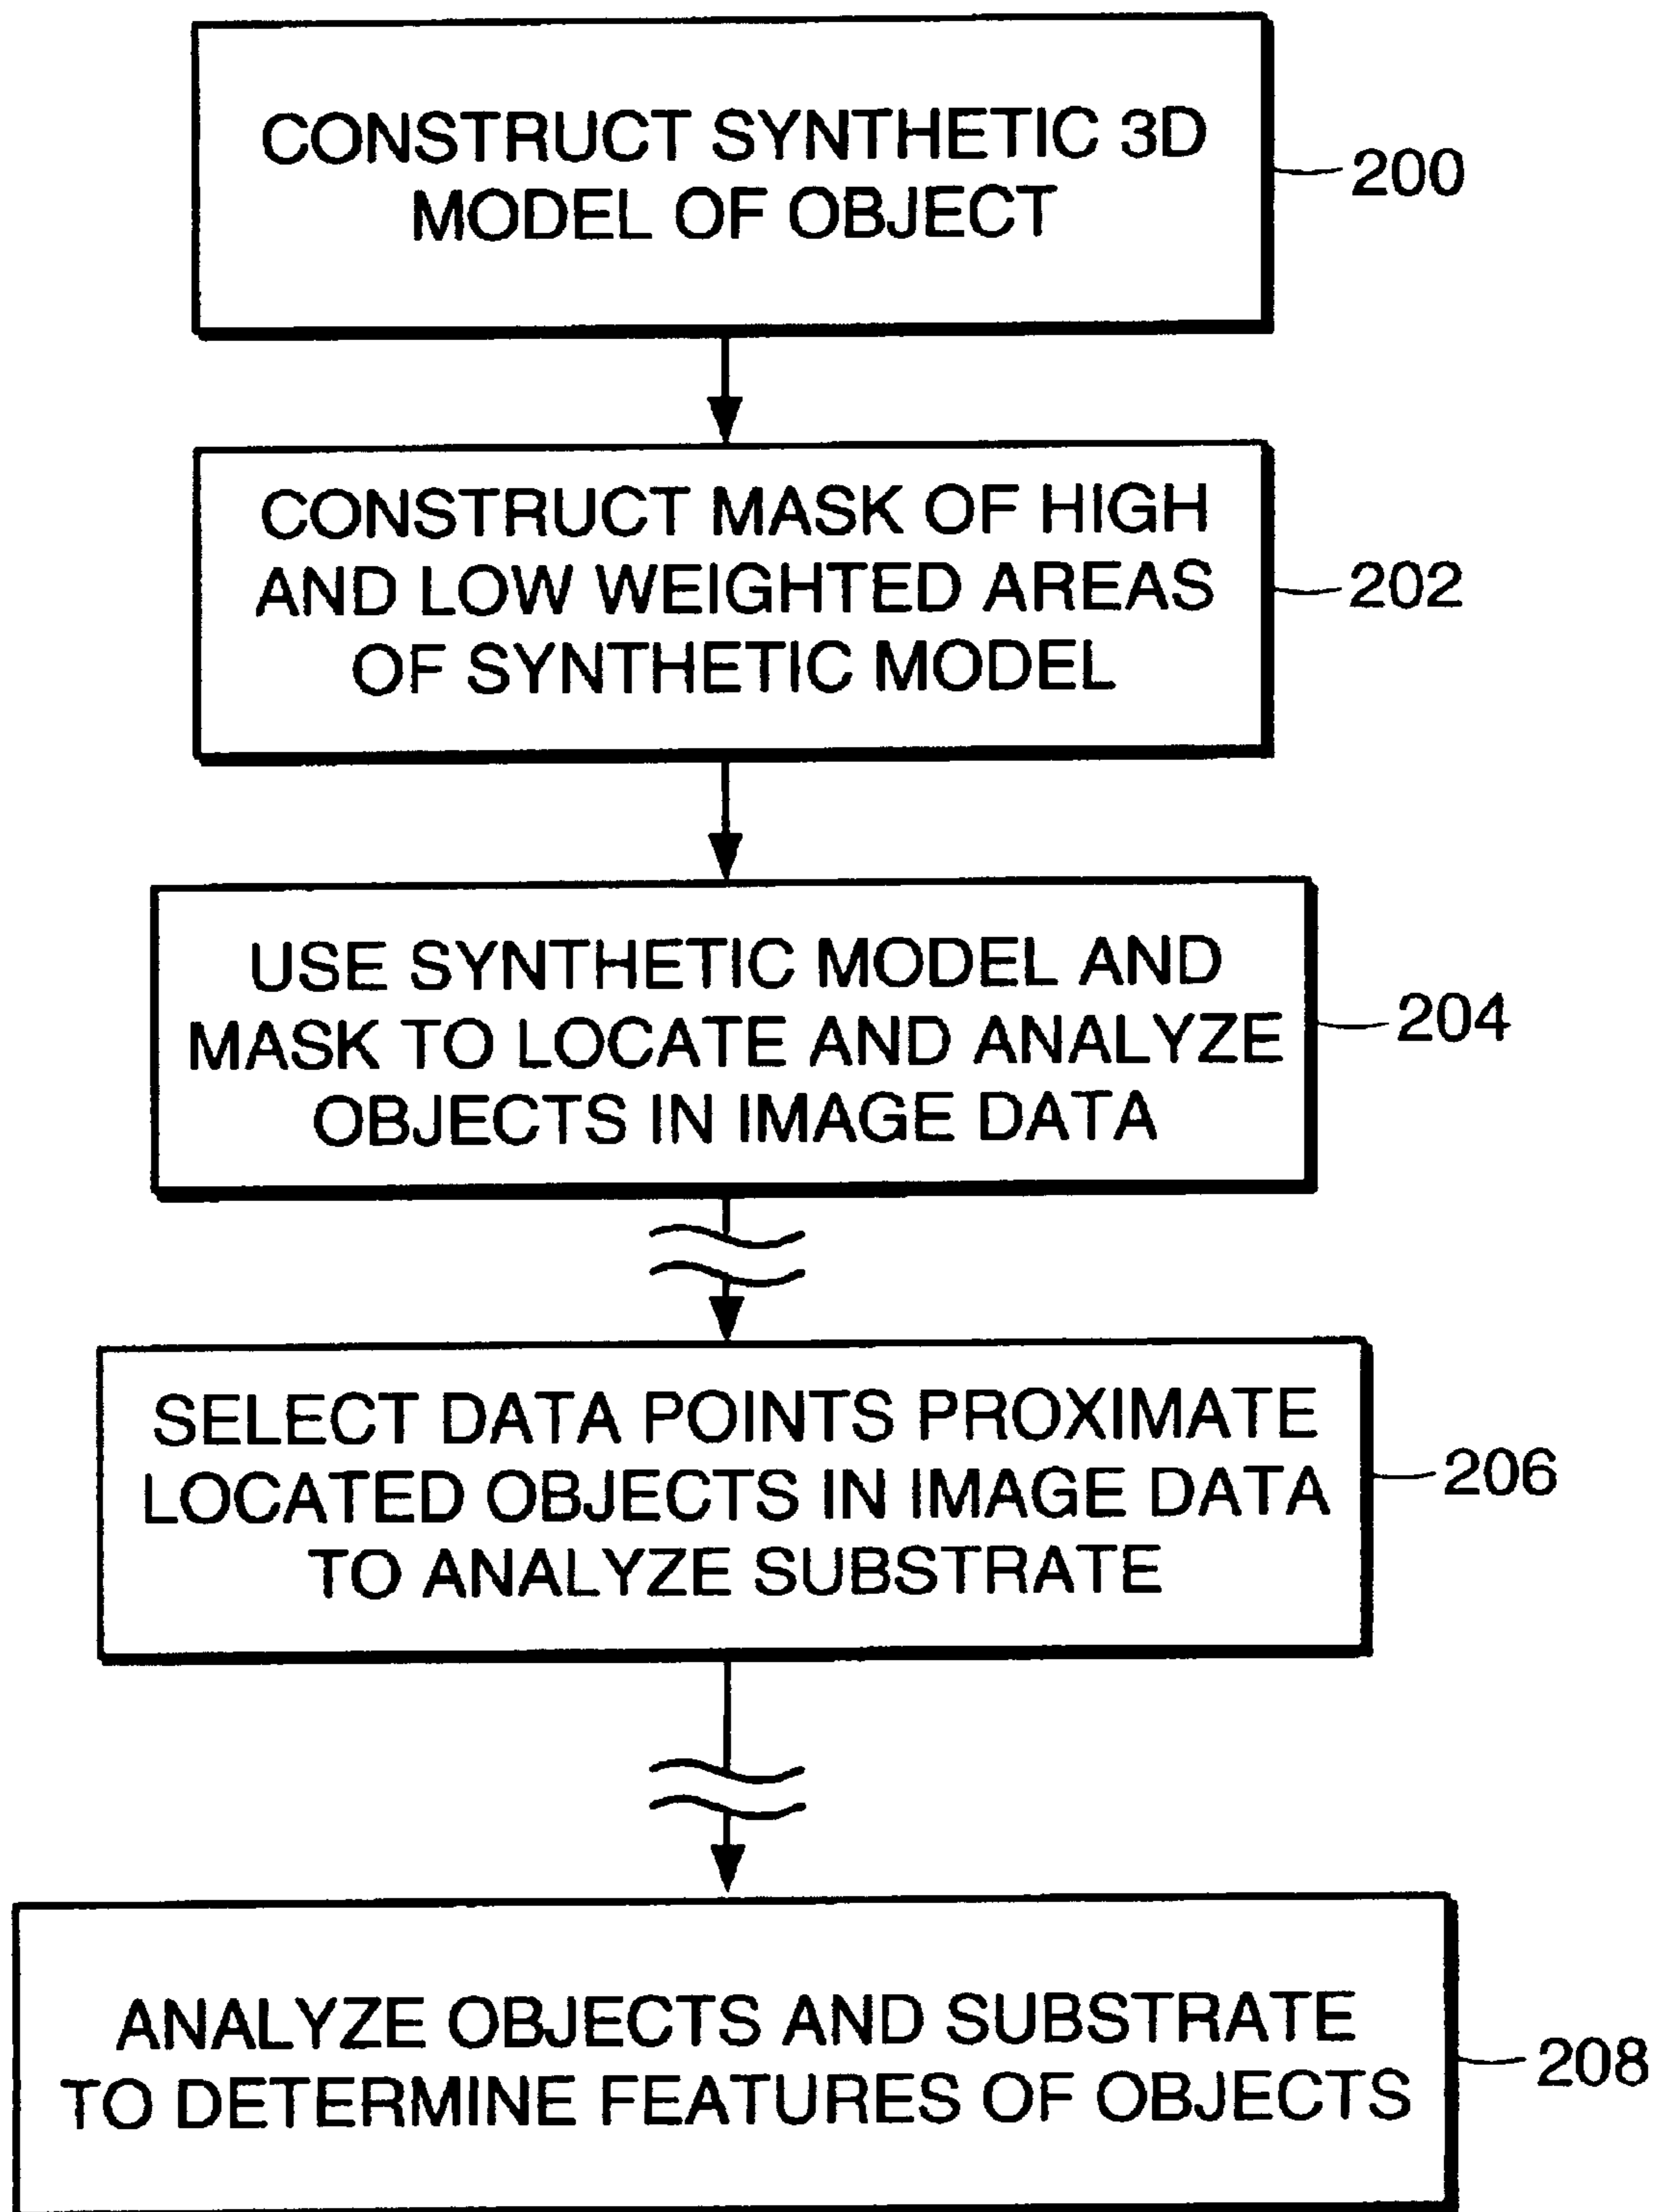 CONSTRUCT SYNTHETIC 3D
MODEL OF OBJECT
200
CONSTRUCT MASK OF HIGH
AND LOW WEIGHTED AREAS
OF SYNTHETIC MODEL
202
USE SYNTHETIC MODEL AND
MASK TO LOCATE AND ANALYZE
OBJECTS IN IMAGE DATA
204
SELECT DATA POINTS PROXIMATE
LOCATED OBJECTS IN IMAGE DATA
TO ANALYZE SUBSTRATE
206
ANALYZE OBJECTS AND SUBSTRATE
TO DETERMINE FEATURES OF OBJECTS
208